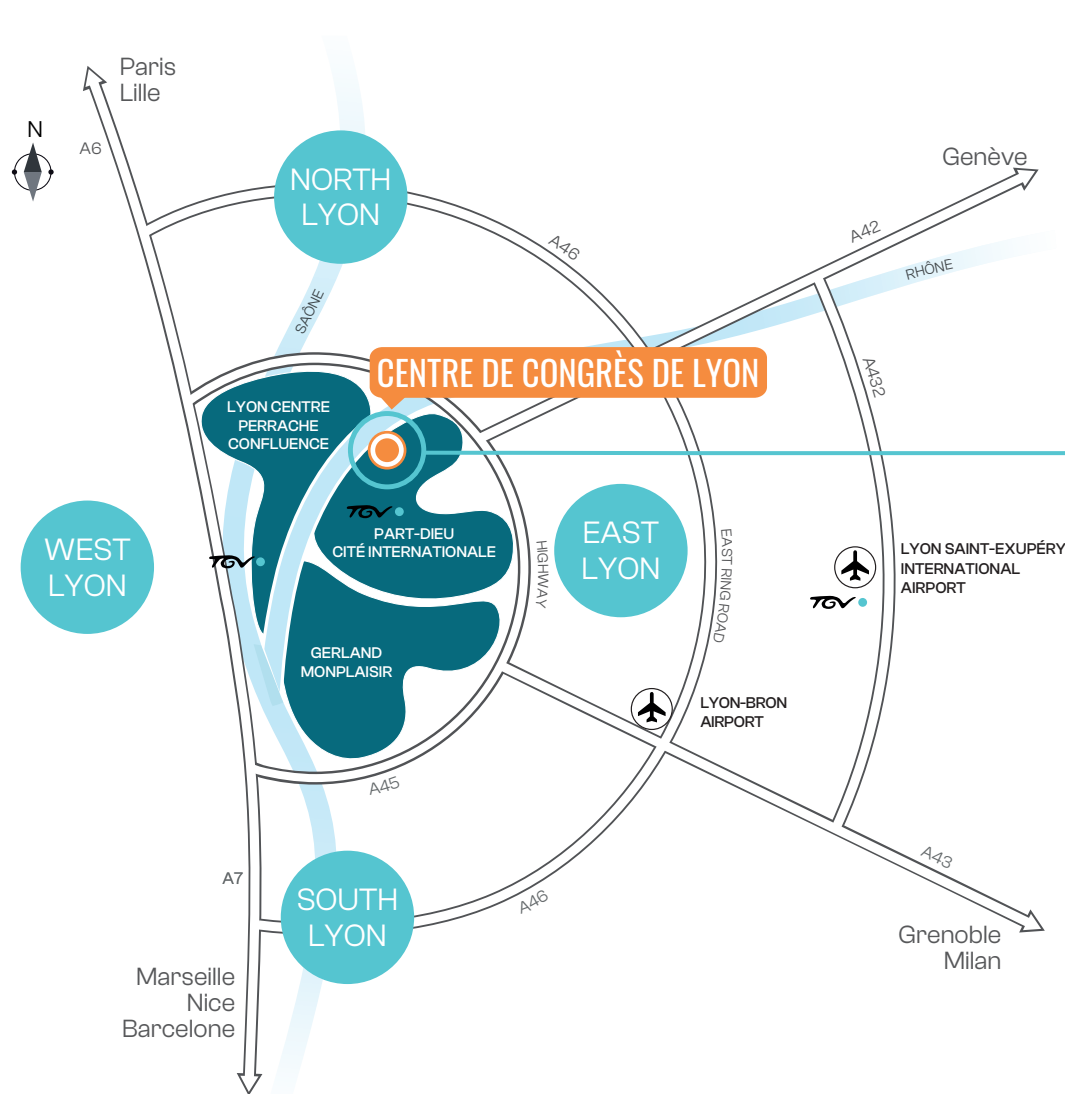 Paris
Lille
N
A6
Genève
NORTH
LYON
A46
A42
RHÔNE
SAÔNE
CENTRE DE CONGRÈS DE LYON
A432
LYON CENTRE
PERRACHE
CONFLUENCE
TGV
PART-DIEU
CITÉ INTERNATIONALE
WEST
LYON
TGV
HIGHWAY
EAST
LYON
EAST RING ROAD
LYON SAINT-EXUPÉRY
INTERNATIONAL
AIRPORT
TGV
GERLAND
MONPLAISIR
LYON-BRON
AIRPORT
A45
A7
SOUTH
LYON
A46
A43
Grenoble
Milan
Marseille
Nice
Barcelone